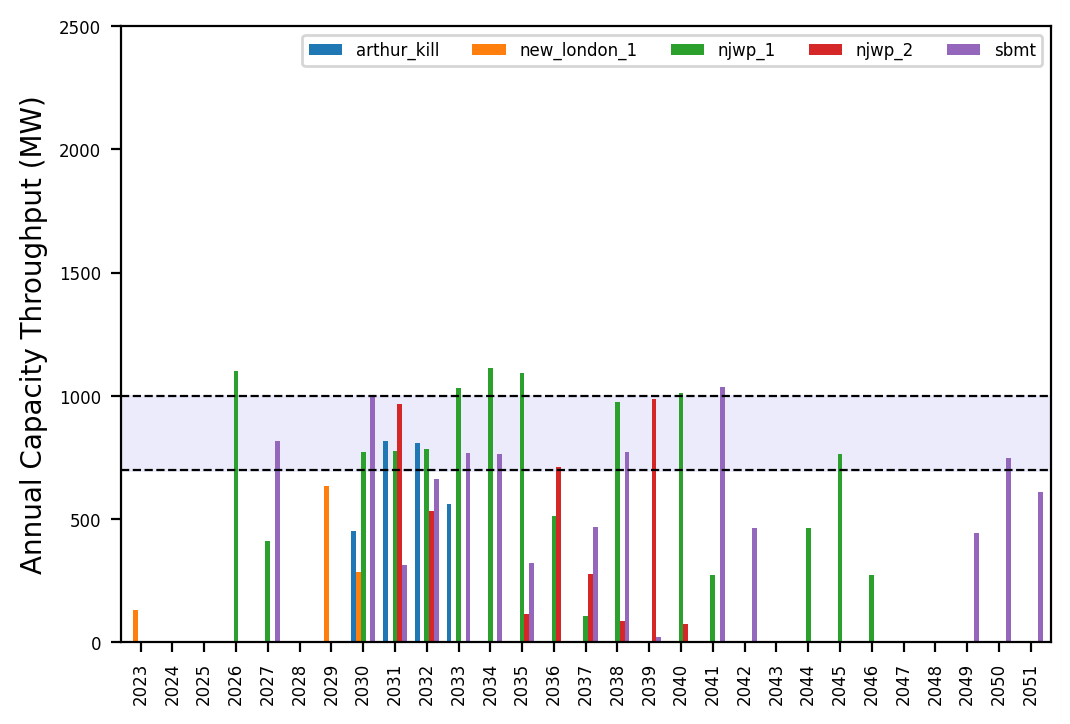 Annual Capacity Throughput (MW)
2500
2000
1500
1000
500
0
arthur_kill new_london_1 njwp_1 njwp_2 sbmt
2023 2024 2025 2026 2027 2028 2029 2030 2031 2032 2033 2034 2035 2036 2037 2038 2039 2040 2041 2042 2043 2044 2045 2046 2047 2048 2049 2050 2051